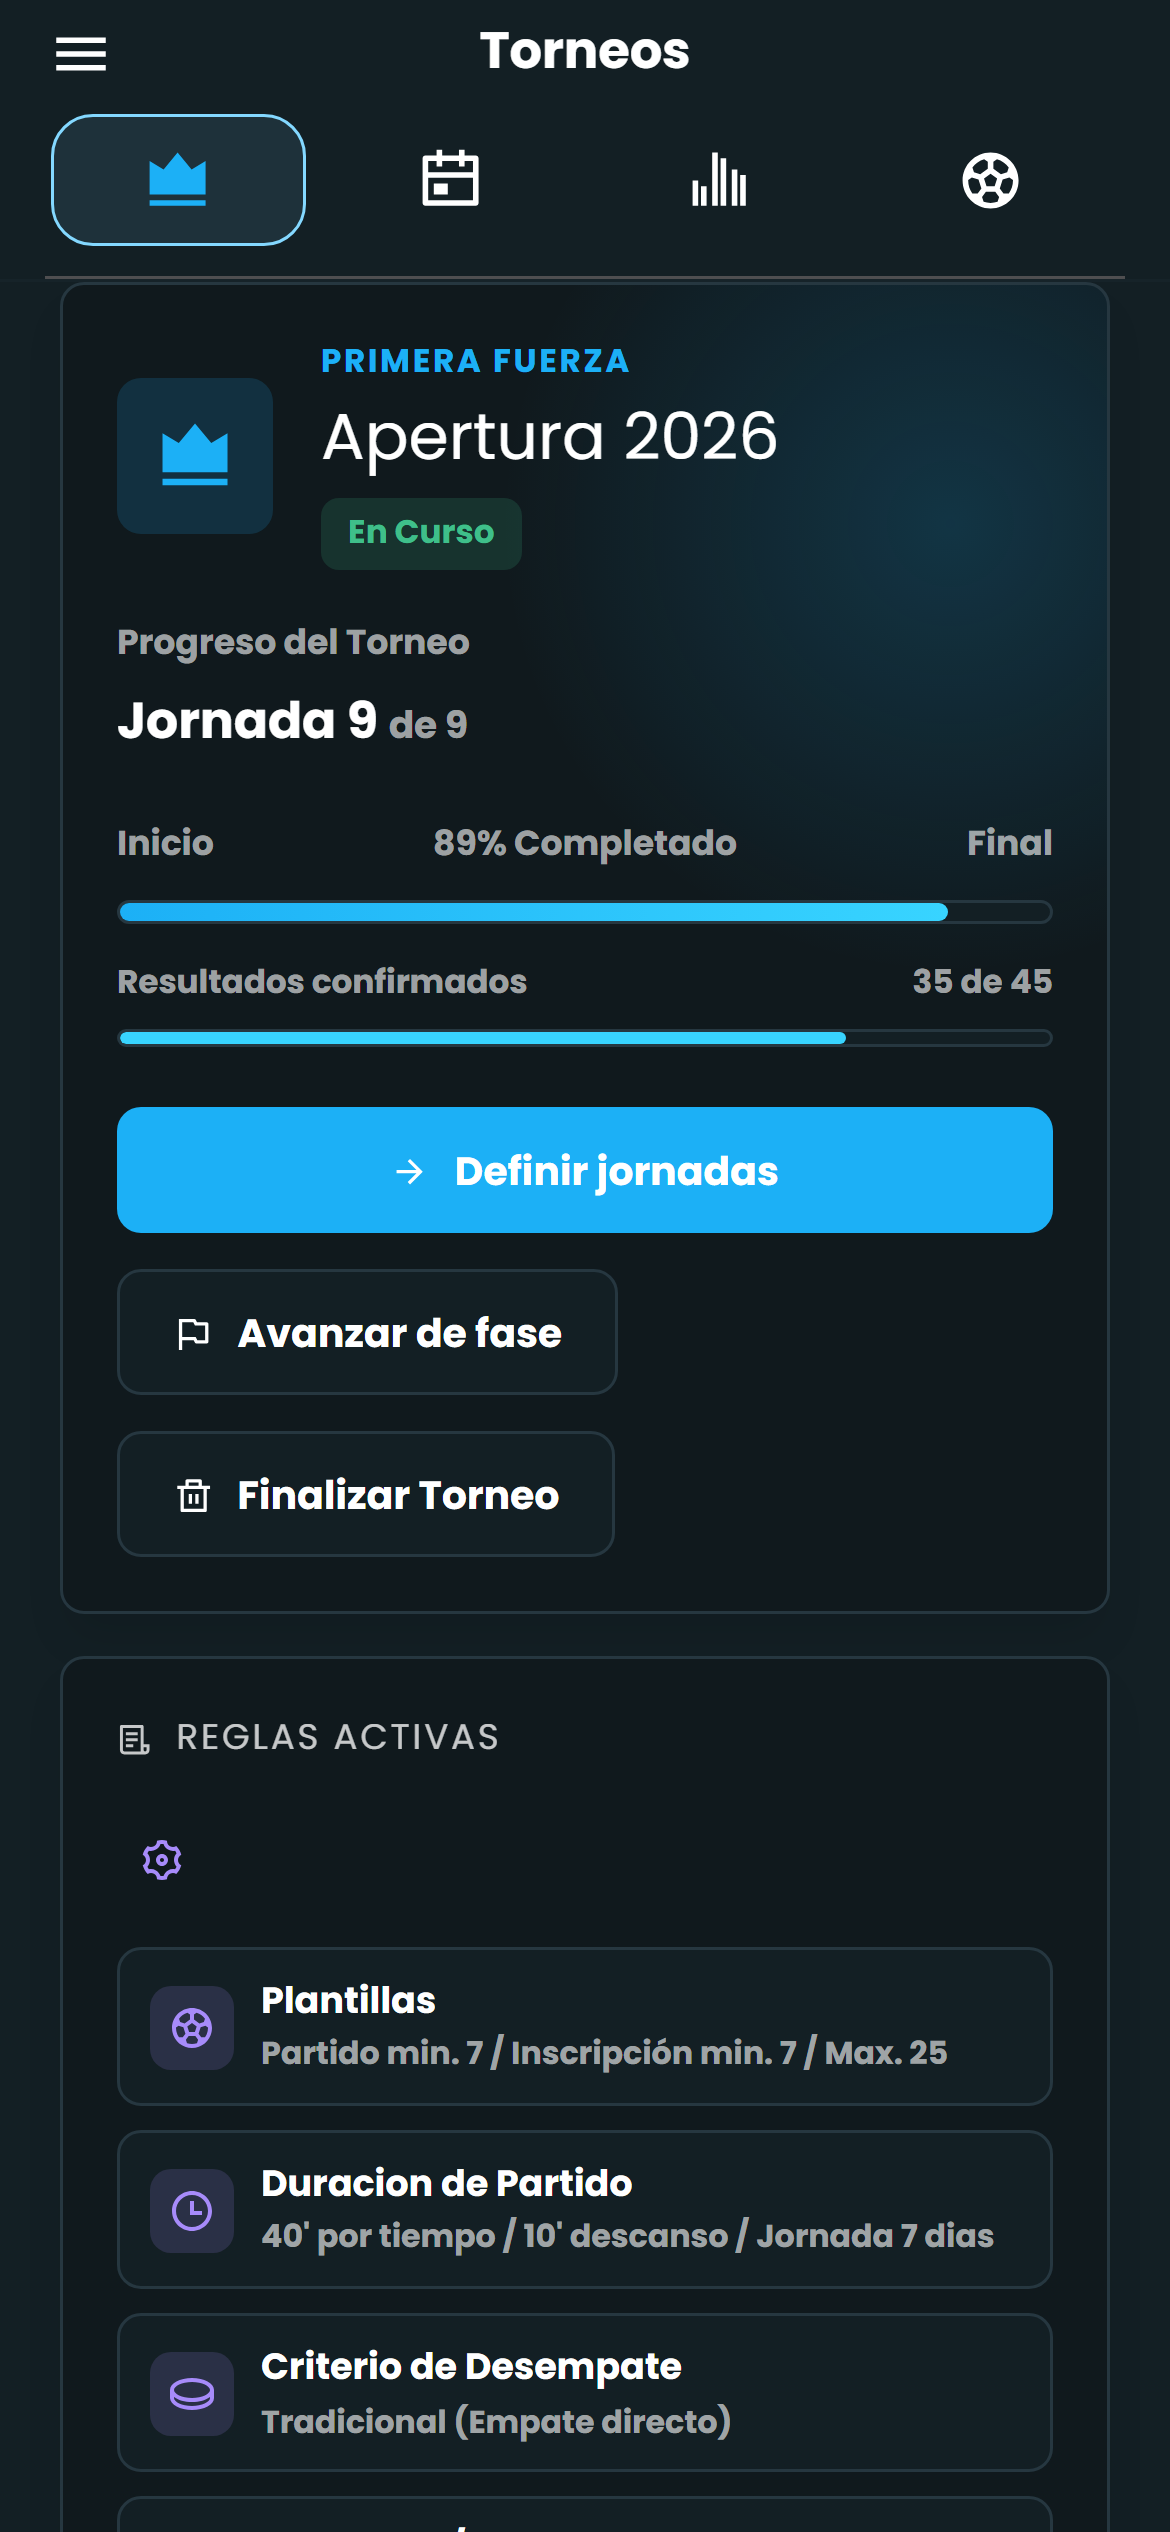 Torneos
PRIMERA FUERZA
Apertura 2026
En Curso
Progreso del Torneo
Jornada 9 de 9
Inicio 89% Completado Final
Resultados confirmados 35 de 45
Definir jornadas
Avanzar de fase
Finalizar Torneo
REGLAS ACTIVAS
Plantillas
Partido min. 7 / Inscripción min. 7 / Max. 25
Duracion de Partido
40' por tiempo / 10' descanso / Jornada 7 dias
Criterio de Desempate
Tradicional (Empate directo)